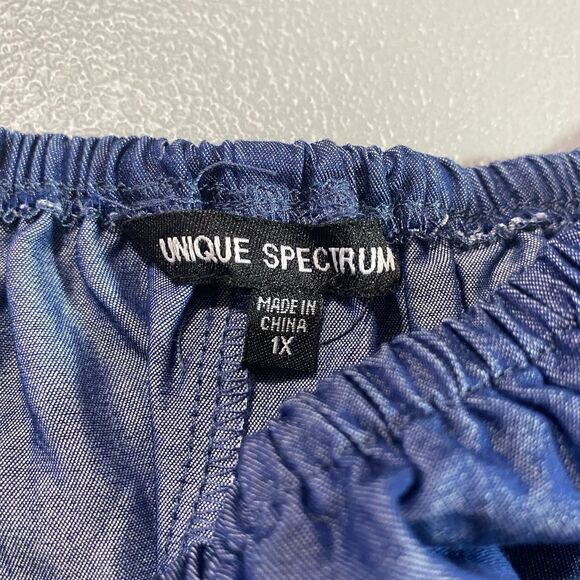 UNIQUE SPECTRUM
MADE IN
CHINA
1X